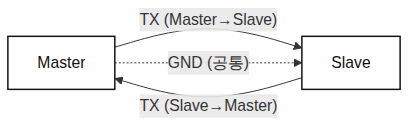 TX (Master→Slave)
Master
GND (공통)
Slave
TX (Slave→Master)